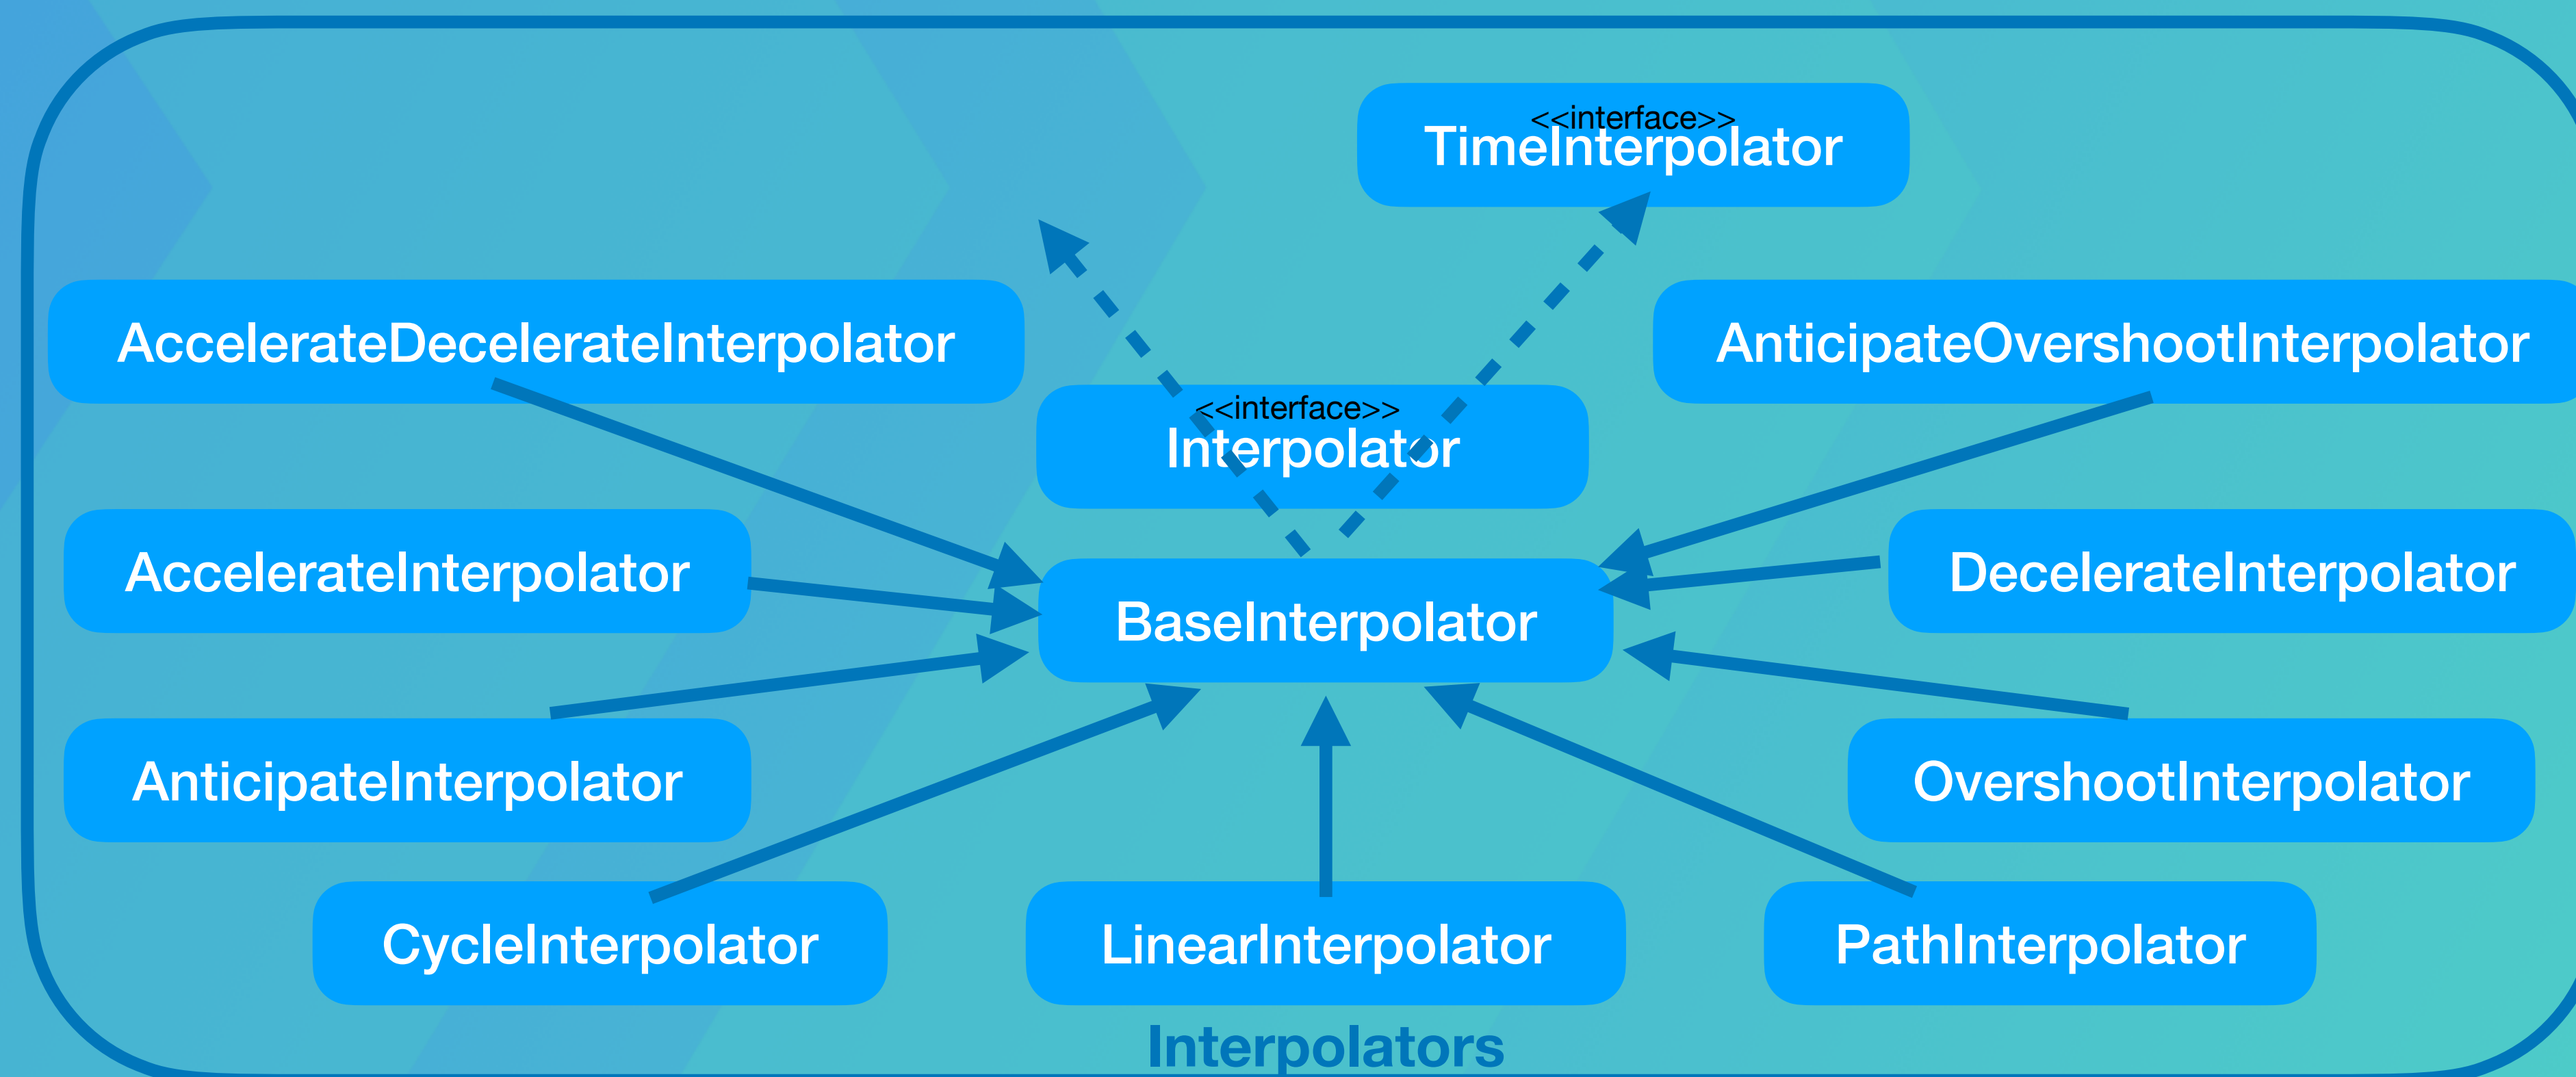 <<interface>>
TimeInterpolator
AccelerateDecelerateInterpolator
AnticipateOvershootInterpolator
<<interface>>
Interpolator
AccelerateInterpolator
DecelerateInterpolator
BaseInterpolator
AnticipateInterpolator
OvershootInterpolator
CycleInterpolator
LinearInterpolator
PathInterpolator
Interpolators